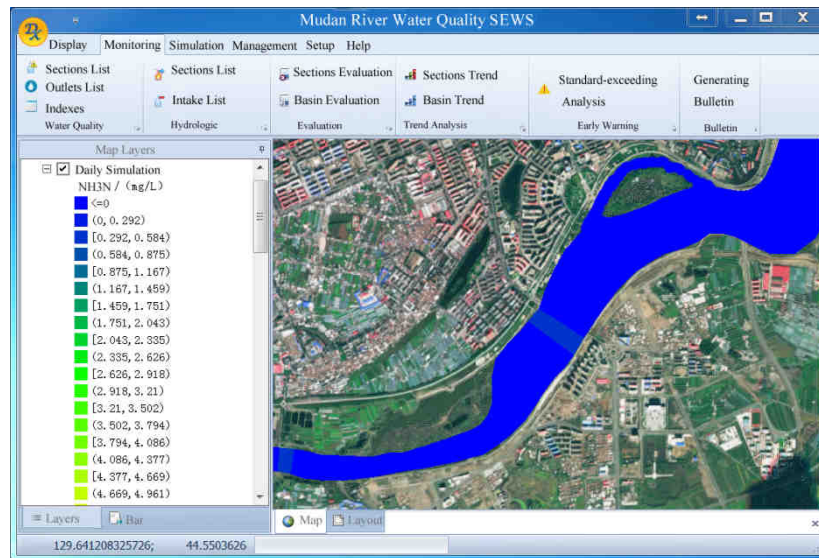 Mudan River Water Quality SEWS
Display Monitoring Simulation Management Setup Help
Sections List
Outlets List
Indexes
Water Quality
Sections List
Intake List
Hydrologic
Sections Evaluation
Basin Evaluation
Evaluation
Sections Trend
Basin Trend
Trend Analysis
Standard-exceeding
Analysis
Early Warning
Generating
Bulletin
Bulletin
Map Layers
Daily Simulation
NH3N / (mg/L)
<=0
(0, 0.292)
[0.292, 0.584)
(0.584, 0.875)
[0.875, 1.167)
(1.167, 1.459)
[1.459, 1.751)
(1.751, 2.043)
[2.043, 2.335)
(2.335, 2.626)
[2.626, 2.918)
(2.918, 3.21)
[3.21, 3.502)
(3.502, 3.794)
[3.794, 4.086)
(4.086, 4.377)
[4.377, 4.669)
(4.669, 4.961)
Layers Bar
Map Layout
129.641208325726; 44.5503626